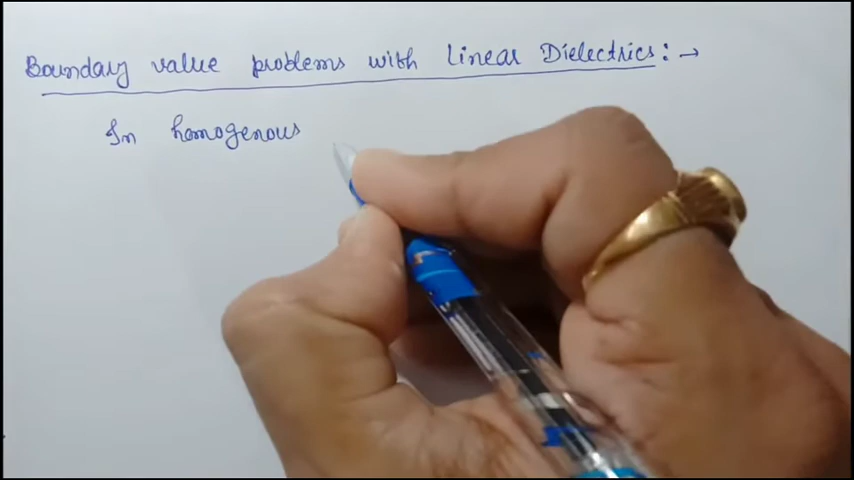 Boundary value problems with linear Dielectrics :→
In homogenous